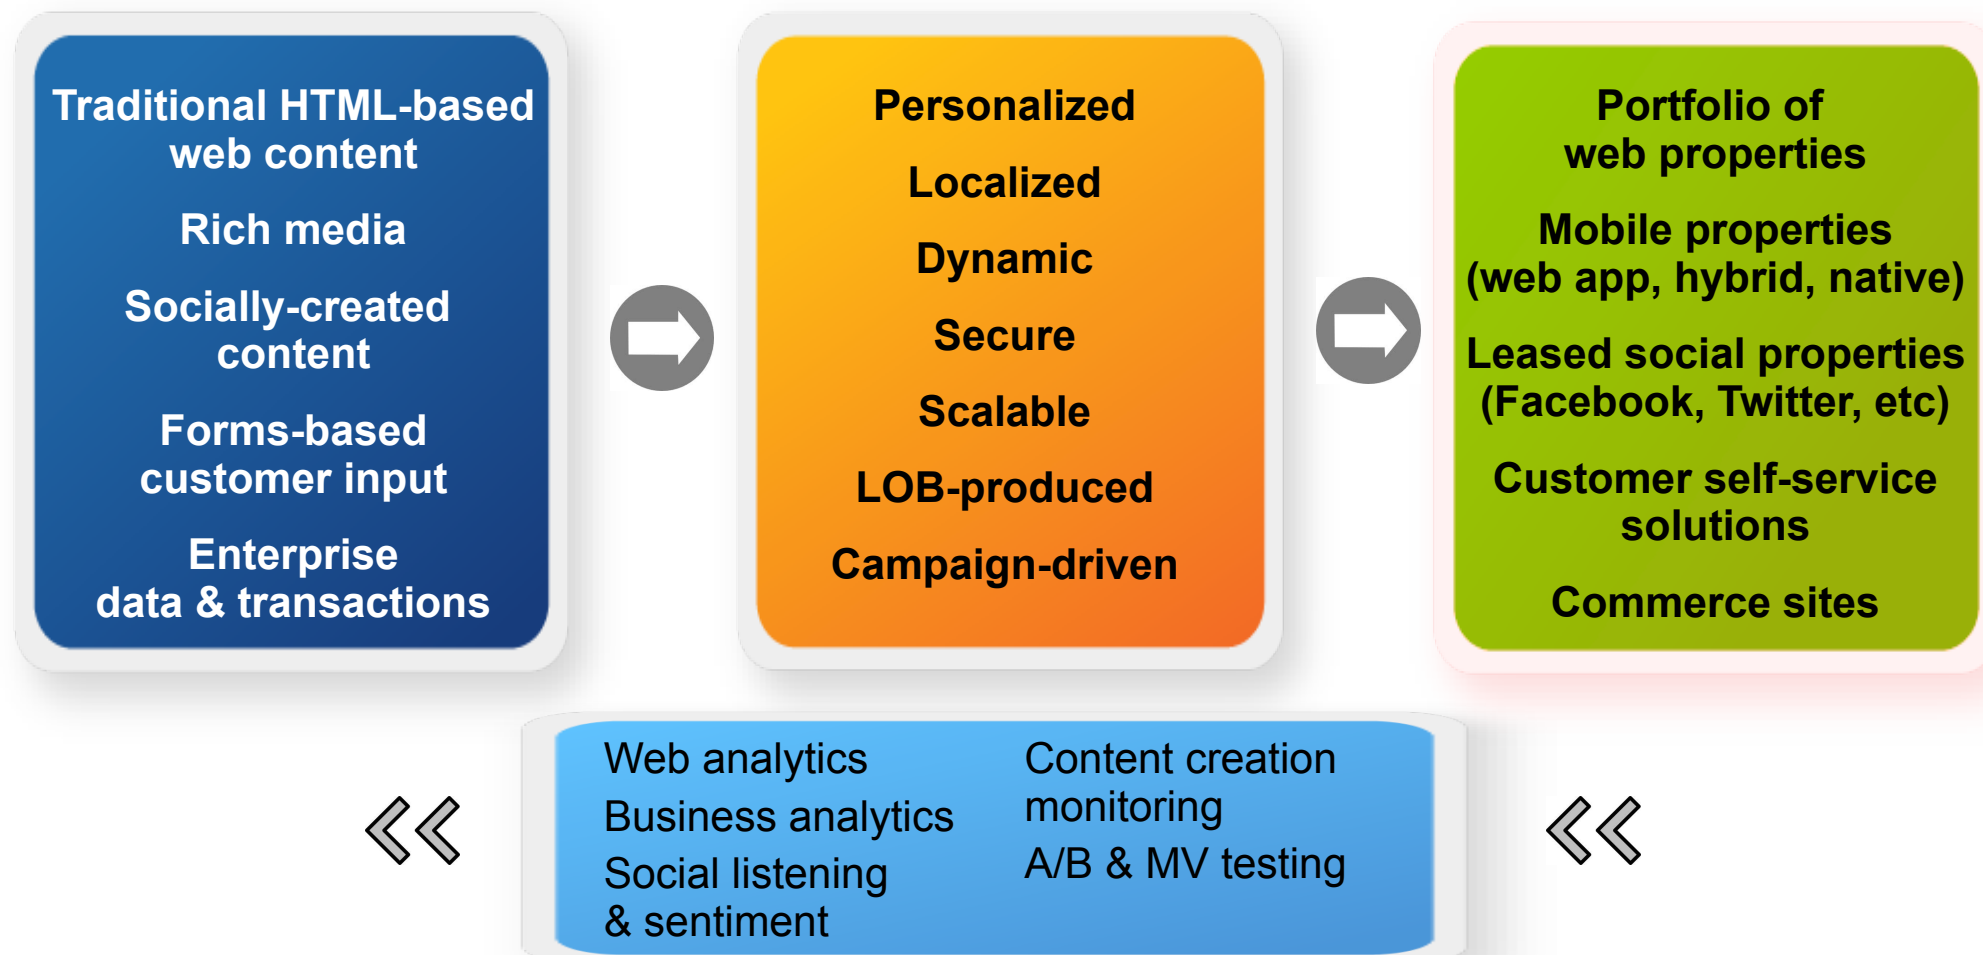 Traditional HTML-based
web content
Rich media
Socially-created
content
Forms-based
customer input
Enterprise
data & transactions
Personalized
Localized
Dynamic
Secure
Scalable
LOB-produced
Campaign-driven
Portfolio of
web properties
Mobile properties
(web app, hybrid, native)
Leased social properties
(Facebook, Twitter, etc)
Customer self-service
solutions
Commerce sites
Web analytics
Business analytics
Social listening
& sentiment
Content creation
monitoring
A/B & MV testing